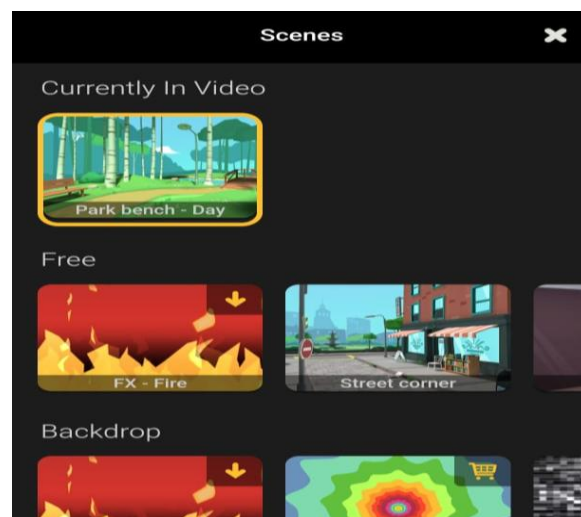 Scenes
Currently In Video
Park bench - Day
Free
FX - Fire
Street corner
Backdrop